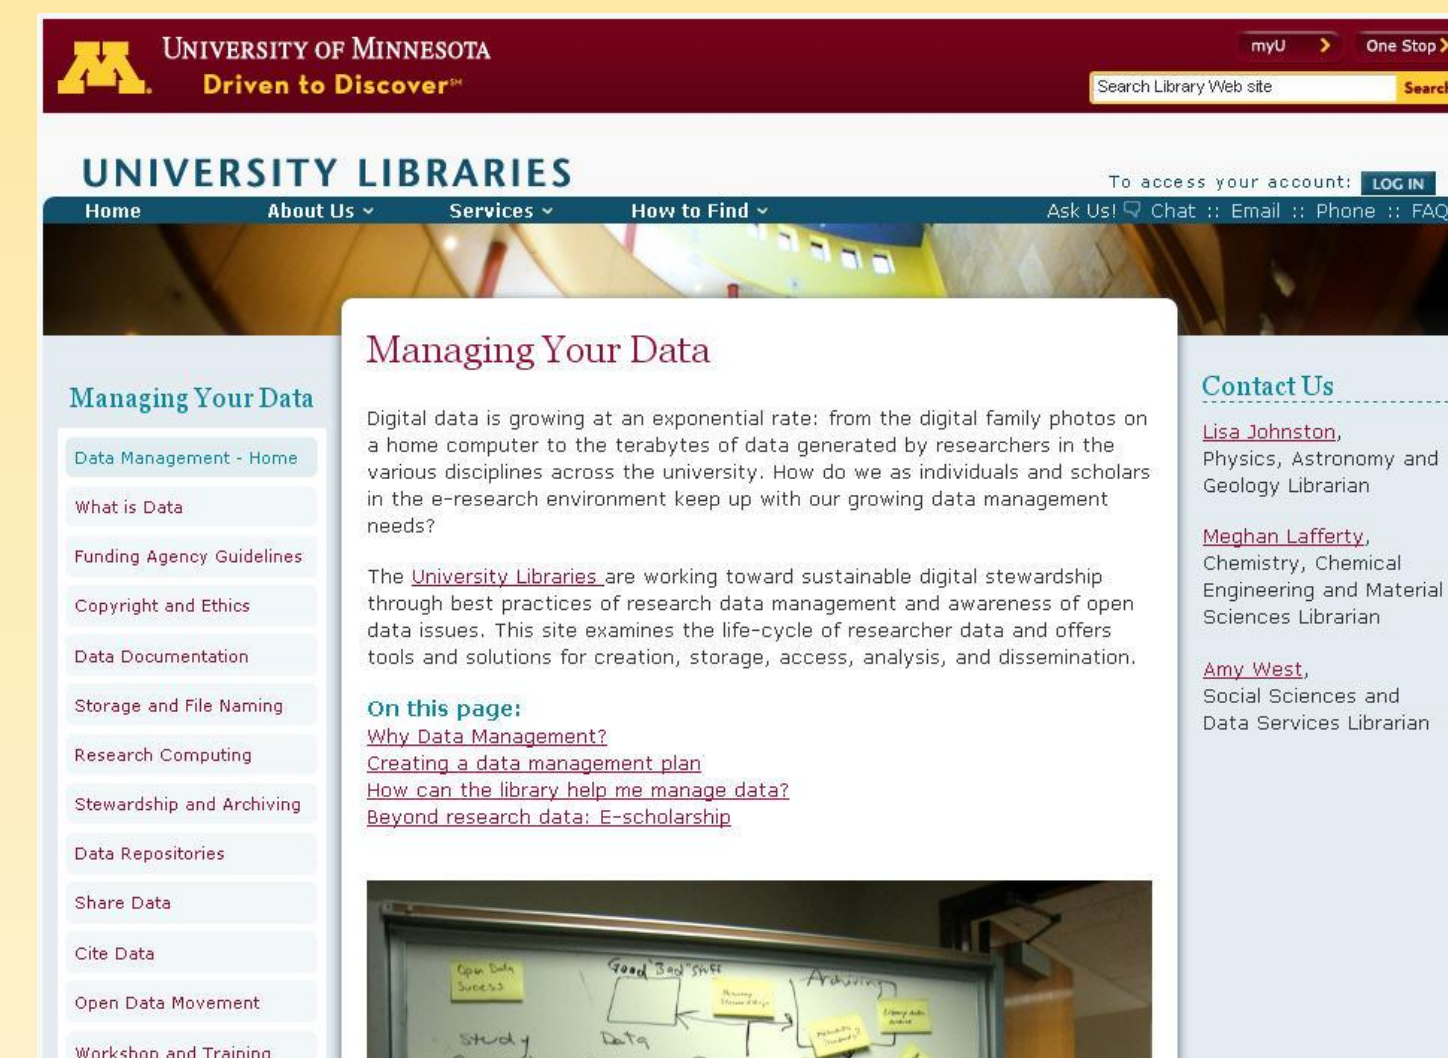 UNIVERSITY OF MINNESOTA
Driven to Discover℠
myU
One Stop
Search Library Web site
Search
UNIVERSITY LIBRARIES
To access your account: LOG IN
Home
About Us
Services
How to Find
Ask Us! Chat :: Email :: Phone :: FAQ
Managing Your Data
Data Management - Home
What is Data
Funding Agency Guidelines
Copyright and Ethics
Data Documentation
Storage and File Naming
Research Computing
Stewardship and Archiving
Data Repositories
Share Data
Cite Data
Open Data Movement
Workshop and Training
Managing Your Data
Digital data is growing at an exponential rate: from the digital family photos on
a home computer to the terabytes of data generated by researchers in the
various disciplines across the university. How do we as individuals and scholars
in the e-research environment keep up with our growing data management
needs?
The University Libraries are working toward sustainable digital stewardship
through best practices of research data management and awareness of open
data issues. This site examines the life-cycle of researcher data and offers
tools and solutions for creation, storage, access, analysis, and dissemination.
On this page:
Why Data Management?
Creating a data management plan
How can the library help me manage data?
Beyond research data: E-scholarship
Open Data
Sucess
Good "Bad" Stuff
Archiving
Study
Data
Contact Us
Lisa Johnston,
Physics, Astronomy and
Geology Librarian
Meghan Lafferty,
Chemistry, Chemical
Engineering and Material
Sciences Librarian
Amy West,
Social Sciences and
Data Services Librarian